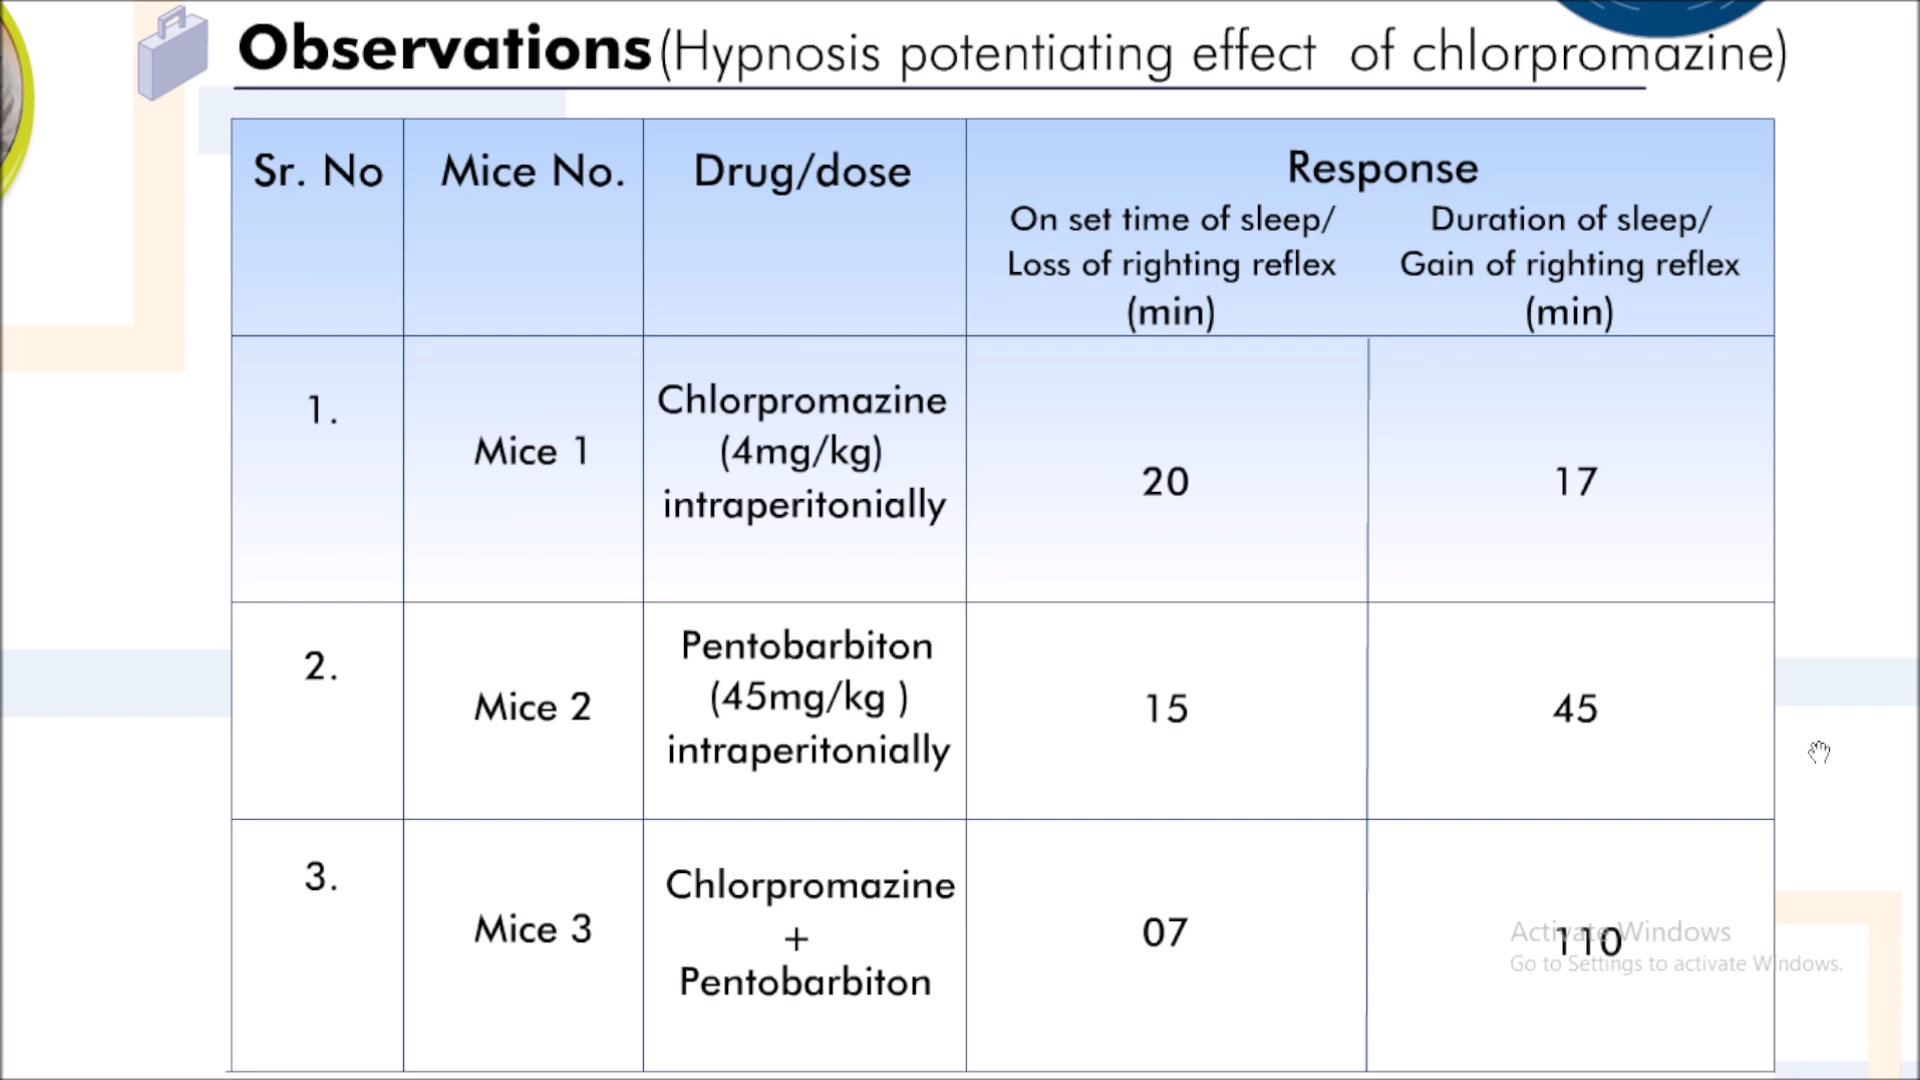 Observations (Hypnosis potentiating effect of chlorpromazine)
Sr. No
Mice No.
Drug/dose
Response
On set time of sleep/
Loss of righting reflex
(min)
Duration of sleep/
Gain of righting reflex
(min)
1.
Mice 1
Chlorpromazine
(4mg/kg)
intraperitonially
20
17
2.
Mice 2
Pentobarbiton
(45mg/kg )
intraperitonially
15
45
3.
Mice 3
Chlorpromazine
+
Pentobarbiton
07
110
Activate Windows
Go to Settings to activate Windows.